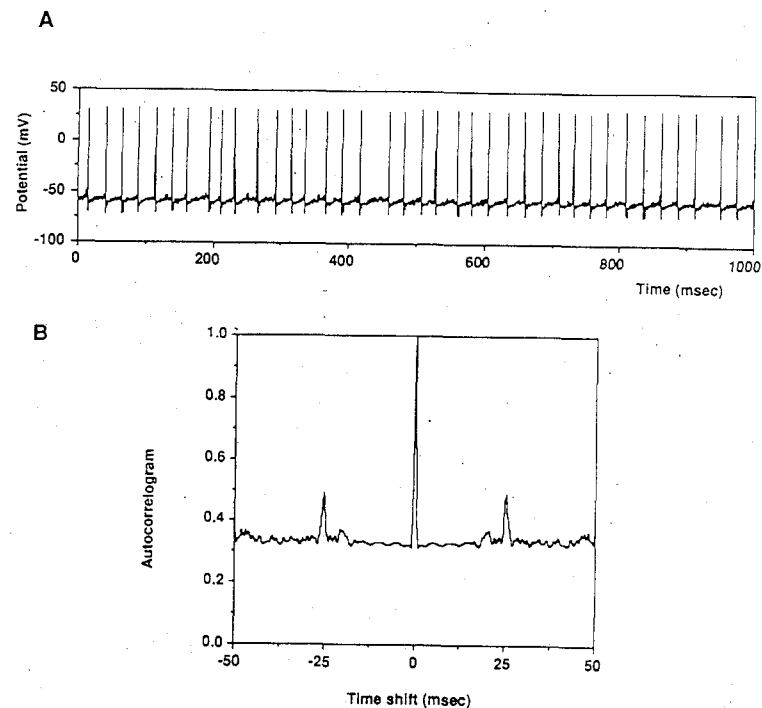 A
50
0
-50
-100
Potential (mV)
0 200 400 600 800 1000
Time (msec)
B
1.0
0.8
0.6
0.4
0.2
0.0
Autocorrelogram
-50 -25 0 25 50
Time shift (msec)